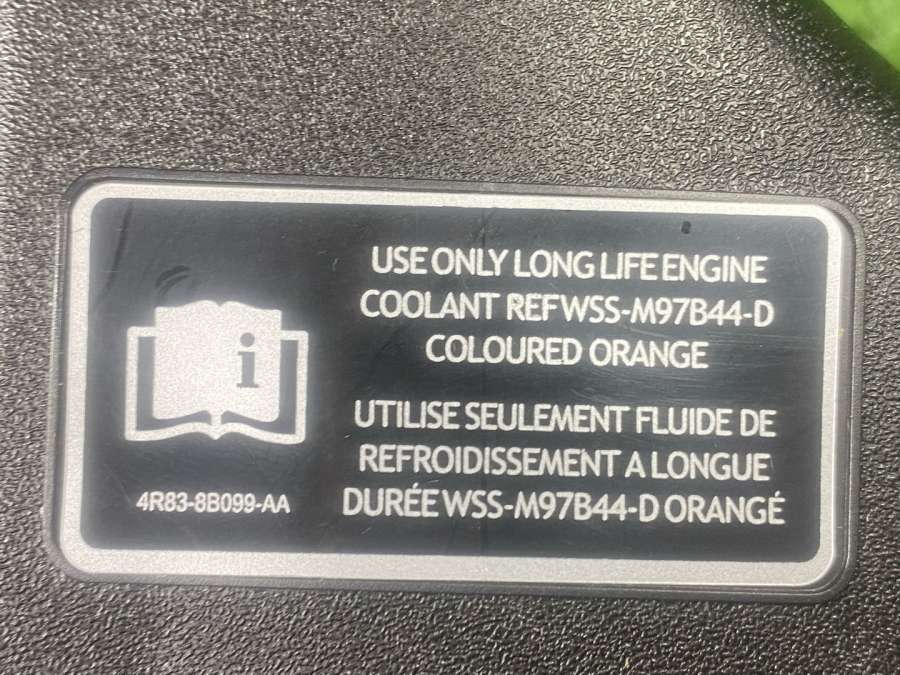 USE ONLY LONG LIFE ENGINE
COOLANT REF WSS-M97B44-D
COLOURED ORANGE
UTILISE SEULEMENT FLUIDE DE
REFROIDISSEMENT A LONGUE
DURÉE WSS-M97B44-D ORANGÉ
i
4R83-8B099-AA